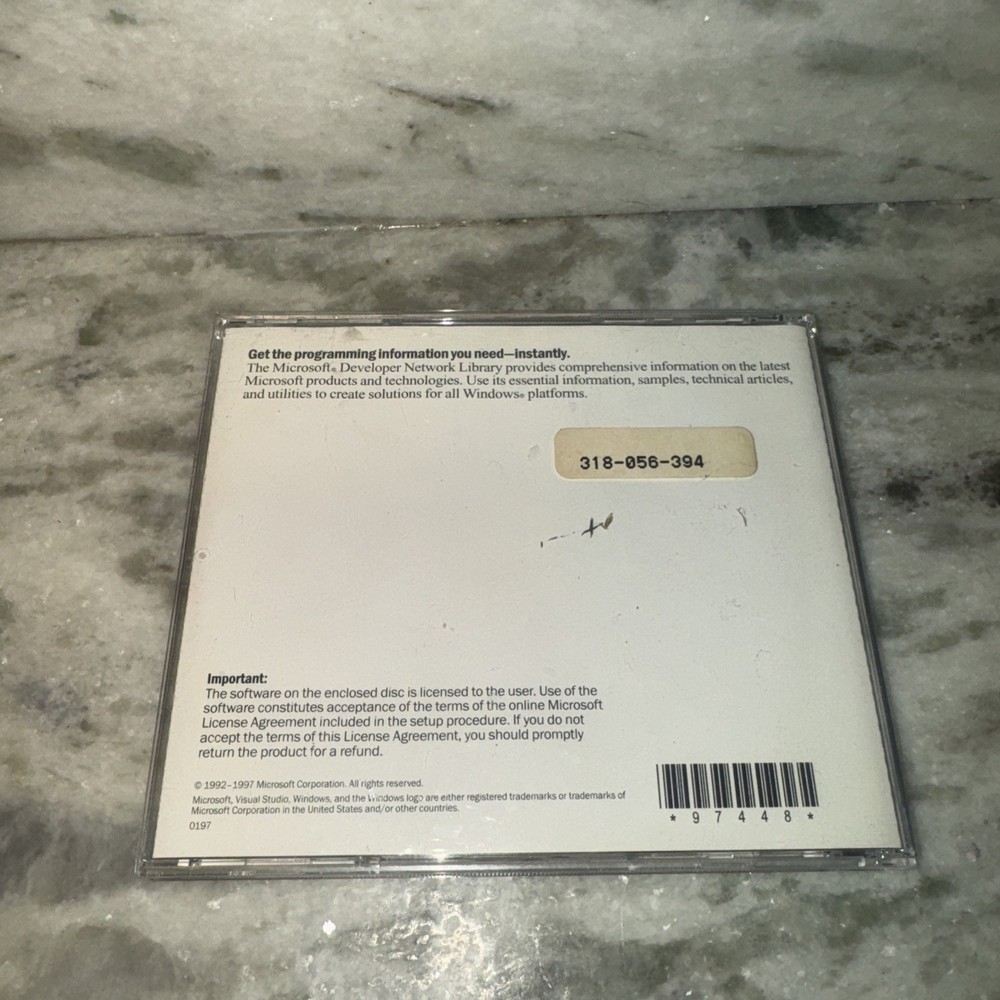 Get the programming information you need—instantly.
The Microsoft® Developer Network Library provides comprehensive information on the latest
Microsoft products and technologies. Use its essential information, samples, technical articles,
and utilities to create solutions for all Windows® platforms.
318-056-394
Important:
The software on the enclosed disc is licensed to the user. Use of the
software constitutes acceptance of the terms of the online Microsoft
License Agreement included in the setup procedure. If you do not
accept the terms of this License Agreement, you should promptly
return the product for a refund.
© 1992–1997 Microsoft Corporation. All rights reserved.
Microsoft, Visual Studio, Windows, and the Windows logo are either registered trademarks or trademarks of
Microsoft Corporation in the United States and/or other countries.
0197
* 9 7 4 4 8 *